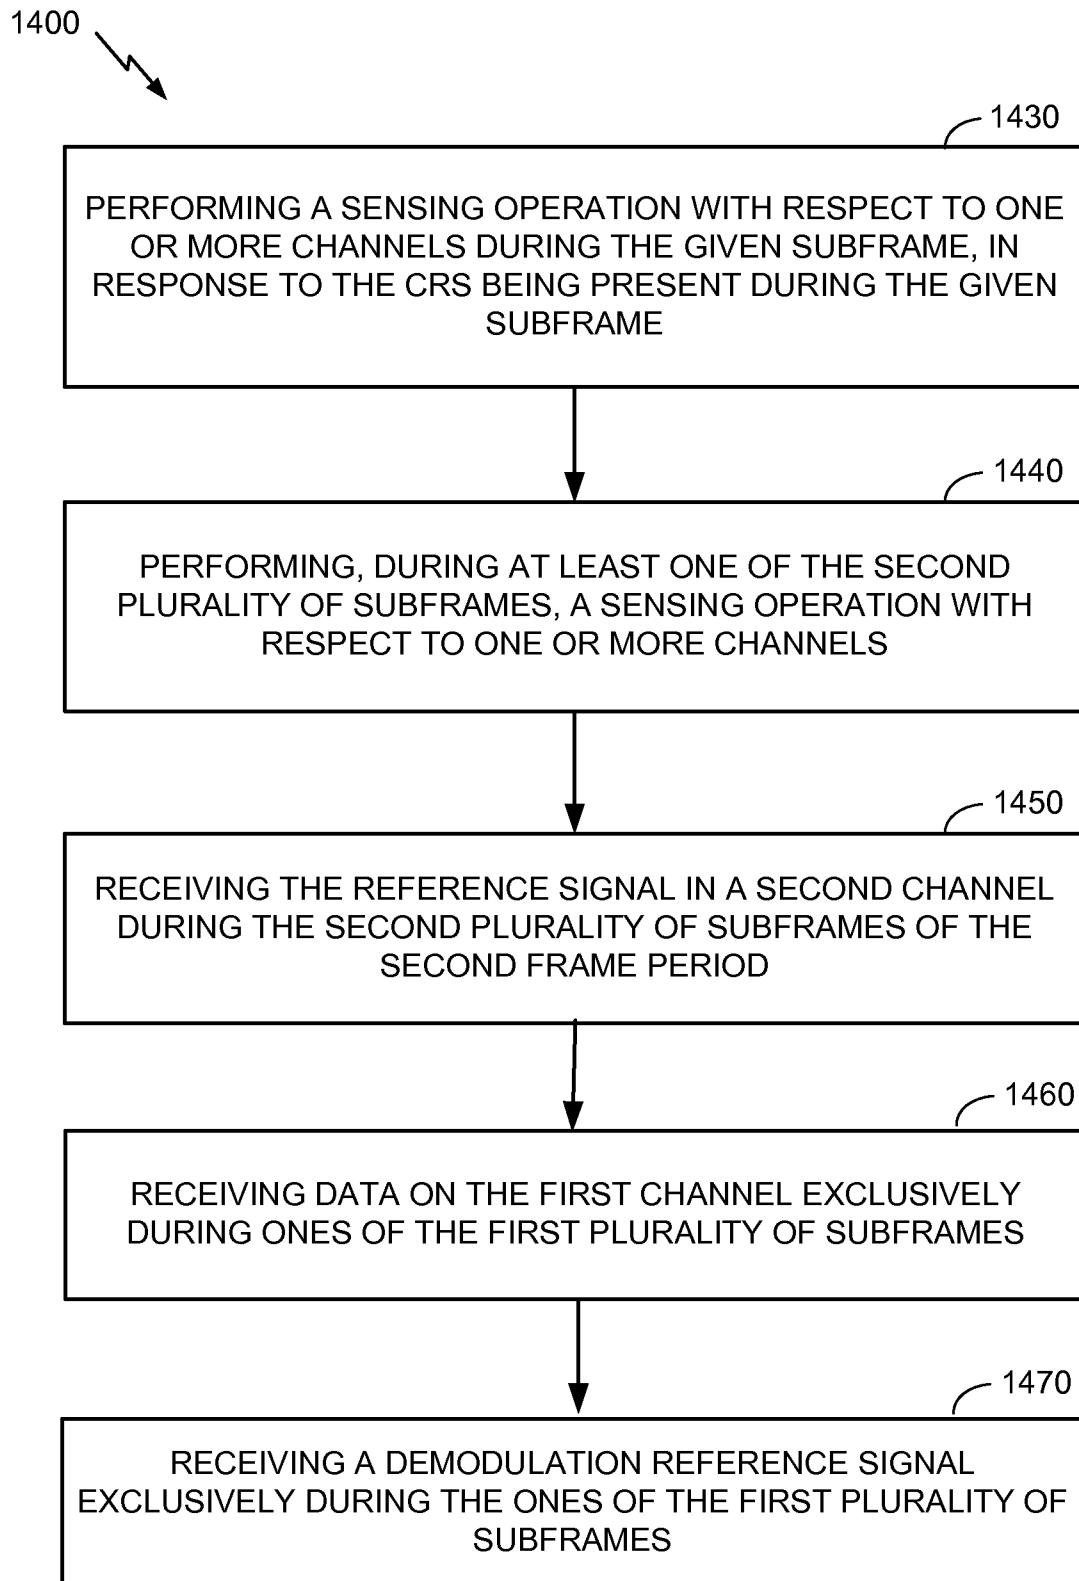 1400
1430
PERFORMING A SENSING OPERATION WITH RESPECT TO ONE
OR MORE CHANNELS DURING THE GIVEN SUBFRAME, IN
RESPONSE TO THE CRS BEING PRESENT DURING THE GIVEN
SUBFRAME
1440
PERFORMING, DURING AT LEAST ONE OF THE SECOND
PLURALITY OF SUBFRAMES, A SENSING OPERATION WITH
RESPECT TO ONE OR MORE CHANNELS
1450
RECEIVING THE REFERENCE SIGNAL IN A SECOND CHANNEL
DURING THE SECOND PLURALITY OF SUBFRAMES OF THE
SECOND FRAME PERIOD
1460
RECEIVING DATA ON THE FIRST CHANNEL EXCLUSIVELY
DURING ONES OF THE FIRST PLURALITY OF SUBFRAMES
1470
RECEIVING A DEMODULATION REFERENCE SIGNAL
EXCLUSIVELY DURING THE ONES OF THE FIRST PLURALITY OF
SUBFRAMES